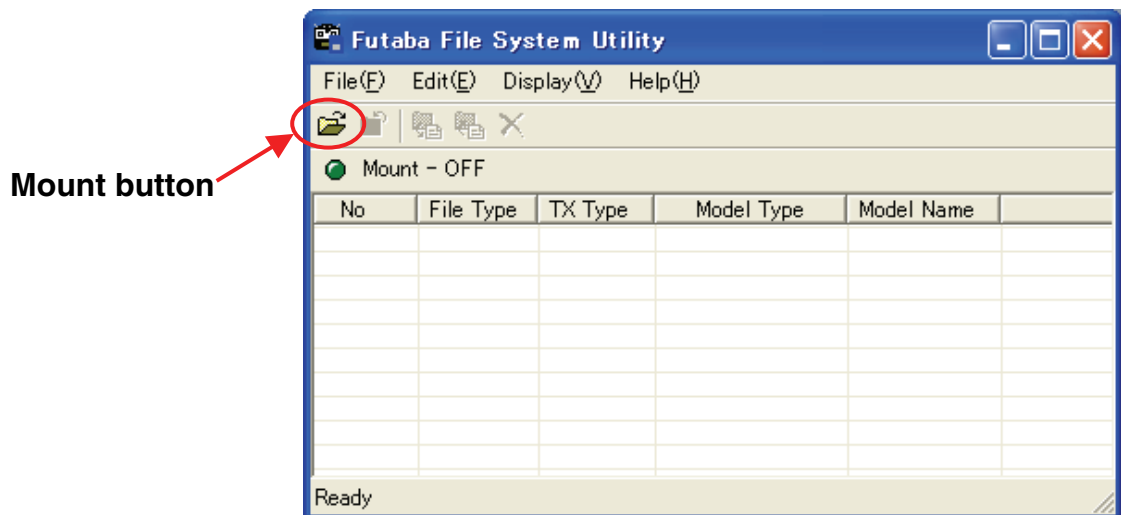 Futaba File System Utility
File(F) Edit(E) Display(V) Help(H)
Mount button
Mount - OFF
No File Type TX Type Model Type Model Name
Ready